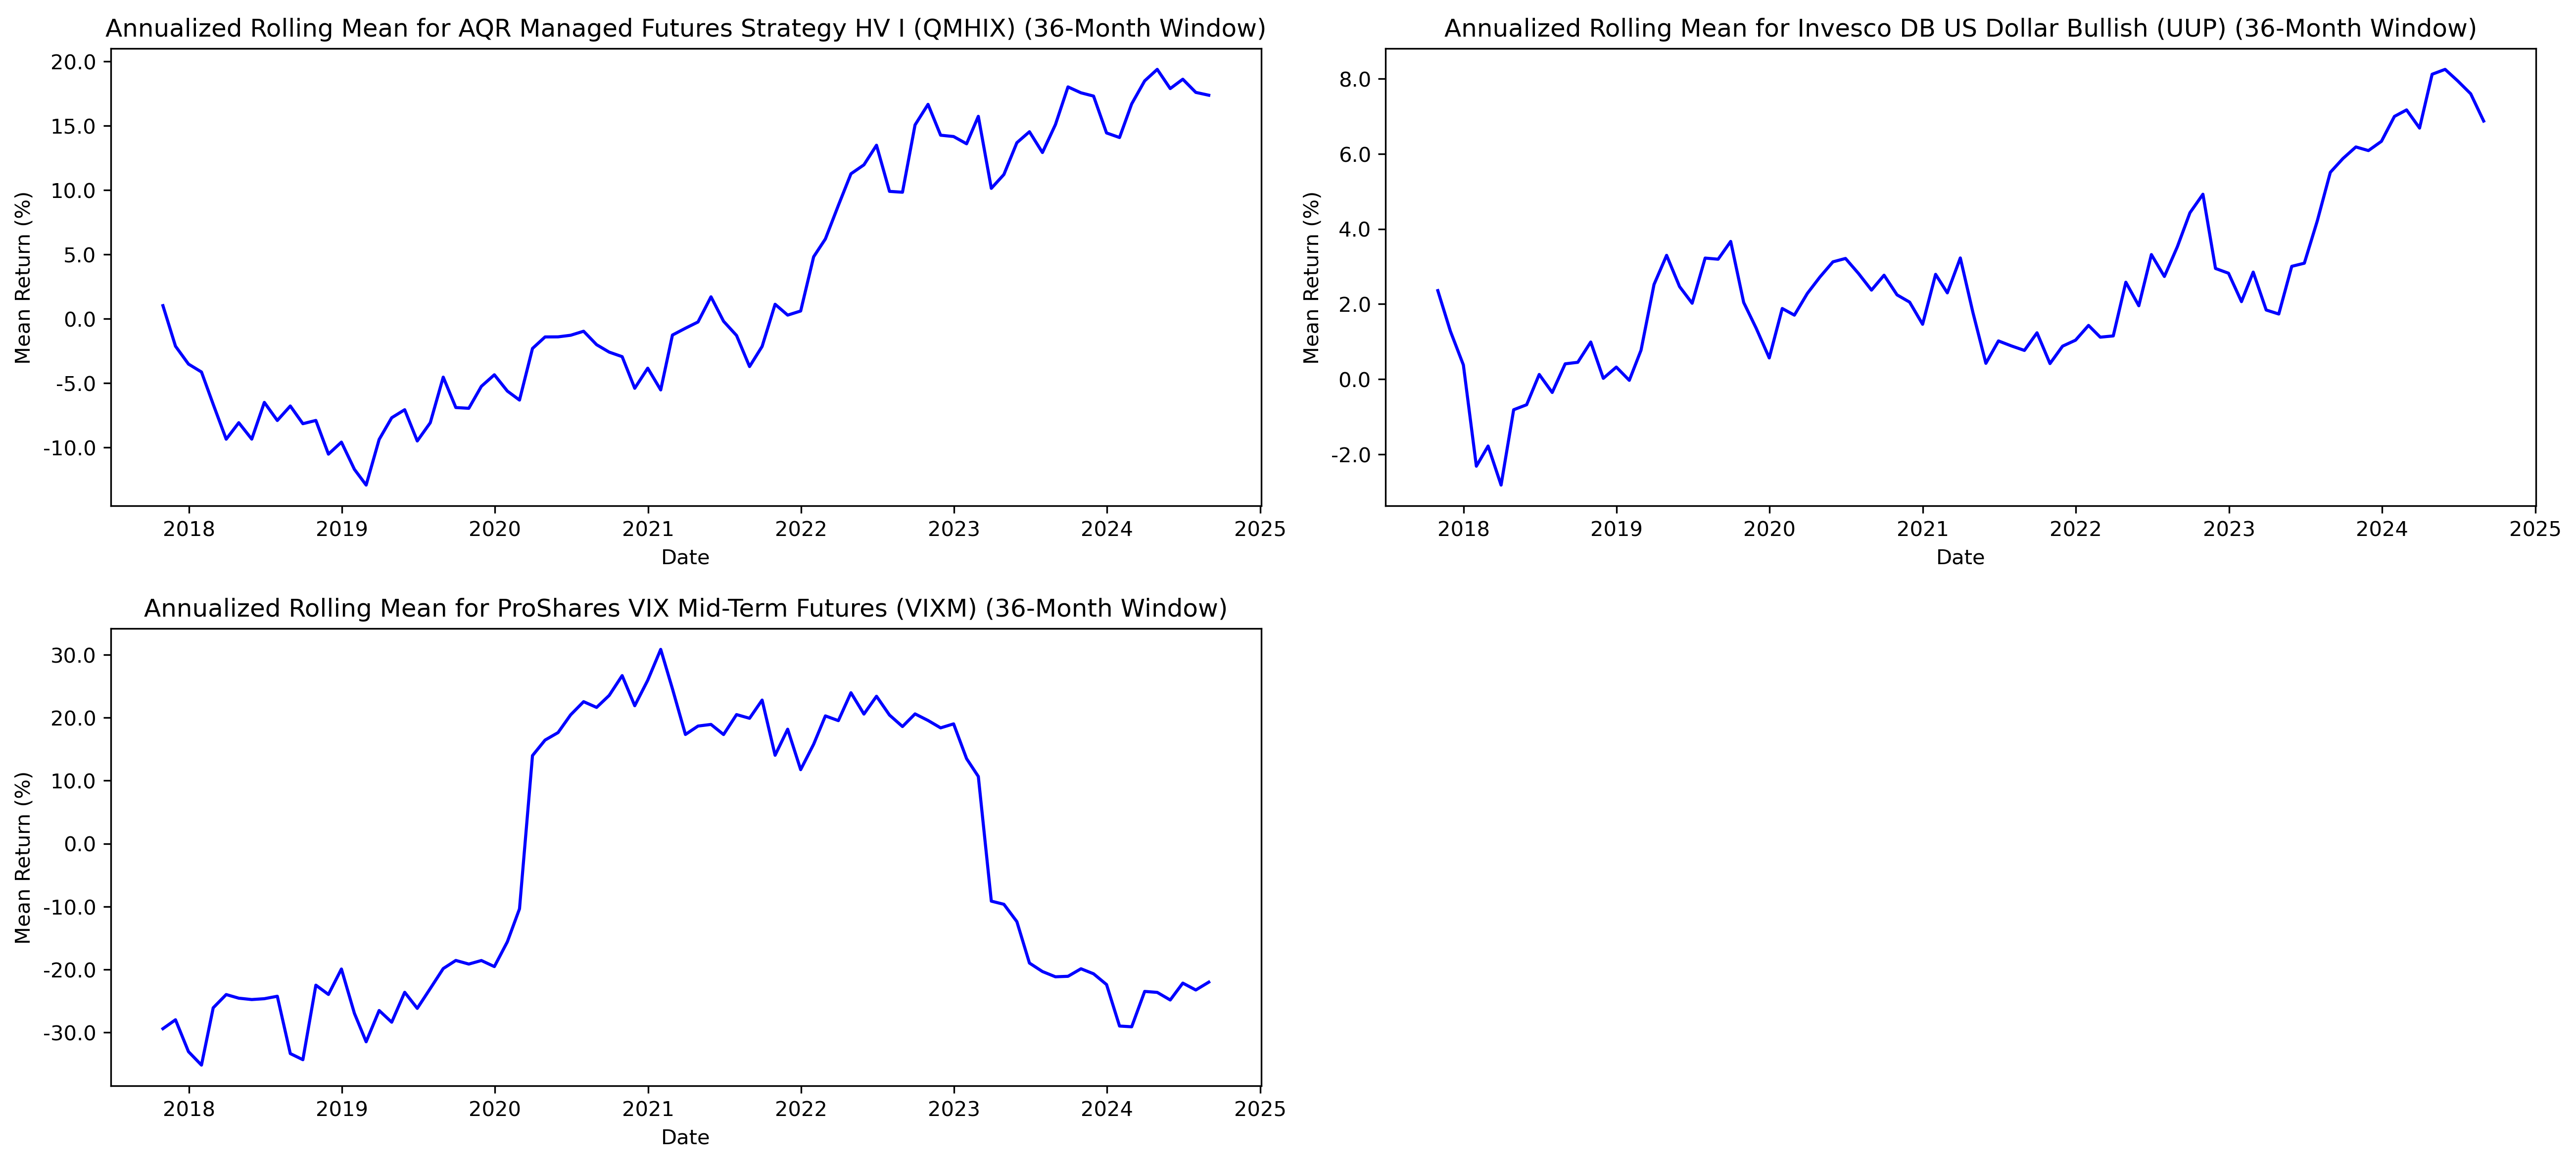 Annualized Rolling Mean for AQR Managed Futures Strategy HV I (QMHIX) (36-Month Window)
Mean Return (%)
20.0
15.0
10.0
5.0
0.0
-5.0
-10.0
2018 2019 2020 2021 2022 2023 2024 2025
Date
Annualized Rolling Mean for Invesco DB US Dollar Bullish (UUP) (36-Month Window)
Mean Return (%)
8.0
6.0
4.0
2.0
0.0
-2.0
2018 2019 2020 2021 2022 2023 2024 2025
Date
Annualized Rolling Mean for ProShares VIX Mid-Term Futures (VIXM) (36-Month Window)
Mean Return (%)
30.0
20.0
10.0
0.0
-10.0
-20.0
-30.0
2018 2019 2020 2021 2022 2023 2024 2025
Date